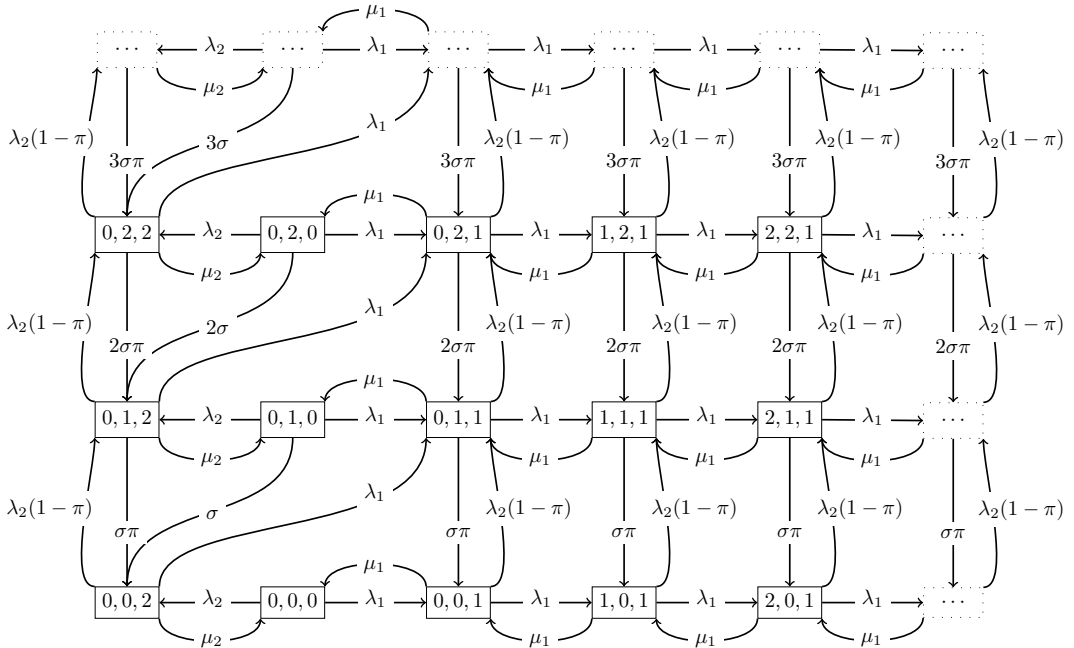 μ₁
⋯ λ₂ ⋯ λ₁ ⋯ λ₁ ⋯ λ₁ ⋯ λ₁ ⋯
μ₂ μ₁ μ₁ μ₁
λ₂(1 − π) 3σ λ₁ λ₂(1 − π) λ₂(1 − π) λ₂(1 − π) λ₂(1 − π)
3σπ 3σπ 3σπ 3σπ 3σπ
μ₁
0, 2, 2 λ₂ 0, 2, 0 λ₁ 0, 2, 1 λ₁ 1, 2, 1 λ₁ 2, 2, 1 λ₁ ⋯
μ₂ μ₁ μ₁ μ₁
λ₂(1 − π) 2σ λ₁ λ₂(1 − π) λ₂(1 − π) λ₂(1 − π) λ₂(1 − π)
2σπ 2σπ 2σπ 2σπ 2σπ
μ₁
0, 1, 2 λ₂ 0, 1, 0 λ₁ 0, 1, 1 λ₁ 1, 1, 1 λ₁ 2, 1, 1 λ₁ ⋯
μ₂ μ₁ μ₁ μ₁
λ₂(1 − π) σ λ₁ λ₂(1 − π) λ₂(1 − π) λ₂(1 − π) λ₂(1 − π)
σπ σπ σπ σπ σπ
μ₁
0, 0, 2 λ₂ 0, 0, 0 λ₁ 0, 0, 1 λ₁ 1, 0, 1 λ₁ 2, 0, 1 λ₁ ⋯
μ₂ μ₁ μ₁ μ₁